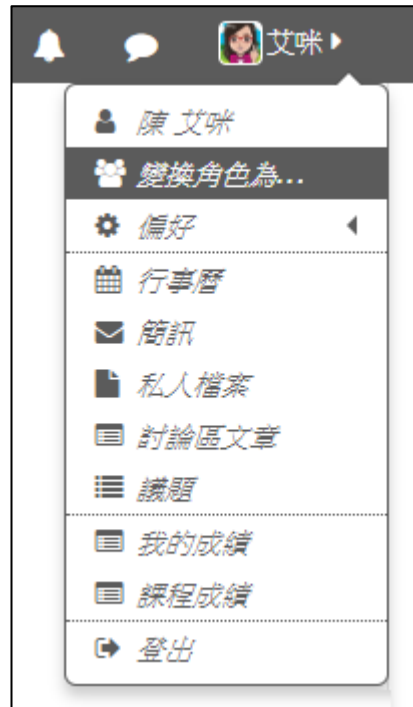 艾咪
陳 艾咪
變換角色為...
偏好
行事曆
簡訊
私人檔案
討論區文章
議題
我的成績
課程成績
登出